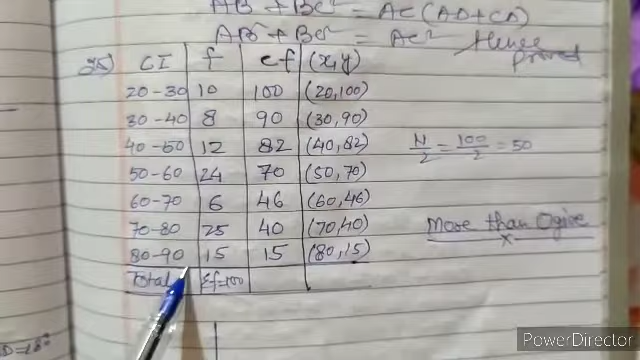 AB² + BC² = AC (AD+CD)
AB² + BC² = AC² Hence
proved
35) CI f cf (x,y)
20-30 10 100 (20,100)
30-40 8 90 (30,90)
40-50 12 82 (40,82) N/2 = 100/2 = 50
50-60 24 70 (50,70)
60-70 6 46 (60,46)
70-80 25 40 (70,40) More than Ogive
80-90 15 15 (80,15) x
Total Σf=100
PowerDirector